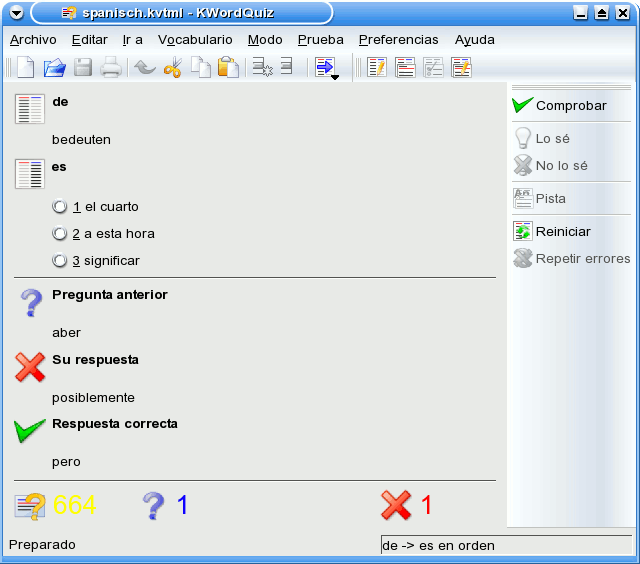 spanisch.kvtml - KWordQuiz
Archivo Editar Ir a Vocabulario Modo Prueba Preferencias Ayuda
de
bedeuten
es
1 el cuarto
2 a esta hora
3 significar
Pregunta anterior
aber
Su respuesta
posiblemente
Respuesta correcta
pero
664 1 1
Comprobar
Lo sé
No lo sé
Pista
Reiniciar
Repetir errores
Preparado
de -> es en orden